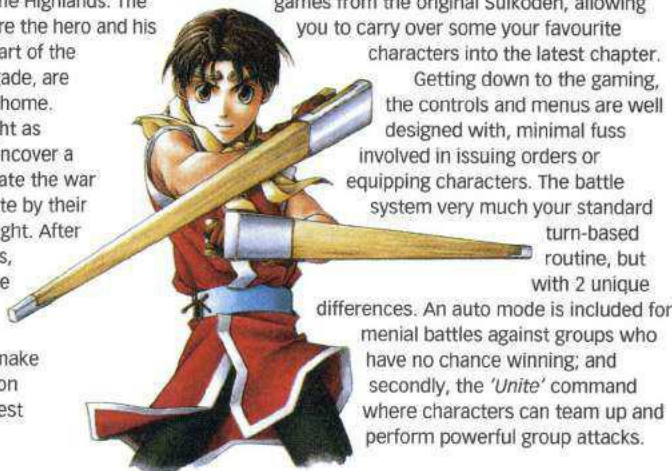 ne Highlands. The
re the hero and his
art of the
gade, are
home.
ht as
ncover a
ate the war
te by their
ght. After
s,
e
nake
on
est
games from the original Suikoden, allowing
you to carry over some your favourite
characters into the latest chapter.
Getting down to the gaming,
the controls and menus are well
designed with, minimal fuss
involved in issuing orders or
equipping characters. The battle
system very much your standard
turn-based
routine, but
with 2 unique
differences. An auto mode is included for
menial battles against groups who
have no chance winning; and
secondly, the 'Unite' command
where characters can team up and
perform powerful group attacks.